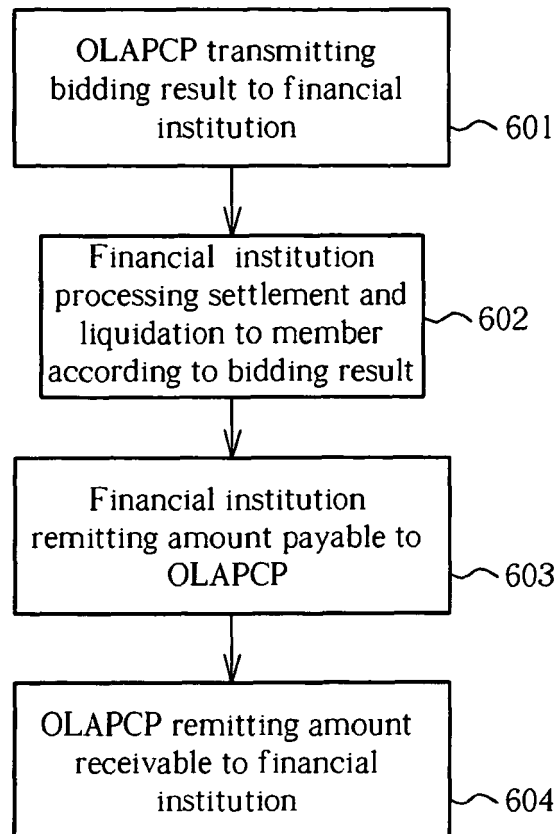 OLAPCP transmitting
bidding result to financial
institution
601
Financial institution
processing settlement and
liquidation to member
according to bidding result
602
Financial institution
remitting amount payable to
OLAPCP
603
OLAPCP remitting amount
receivable to financial
institution
604